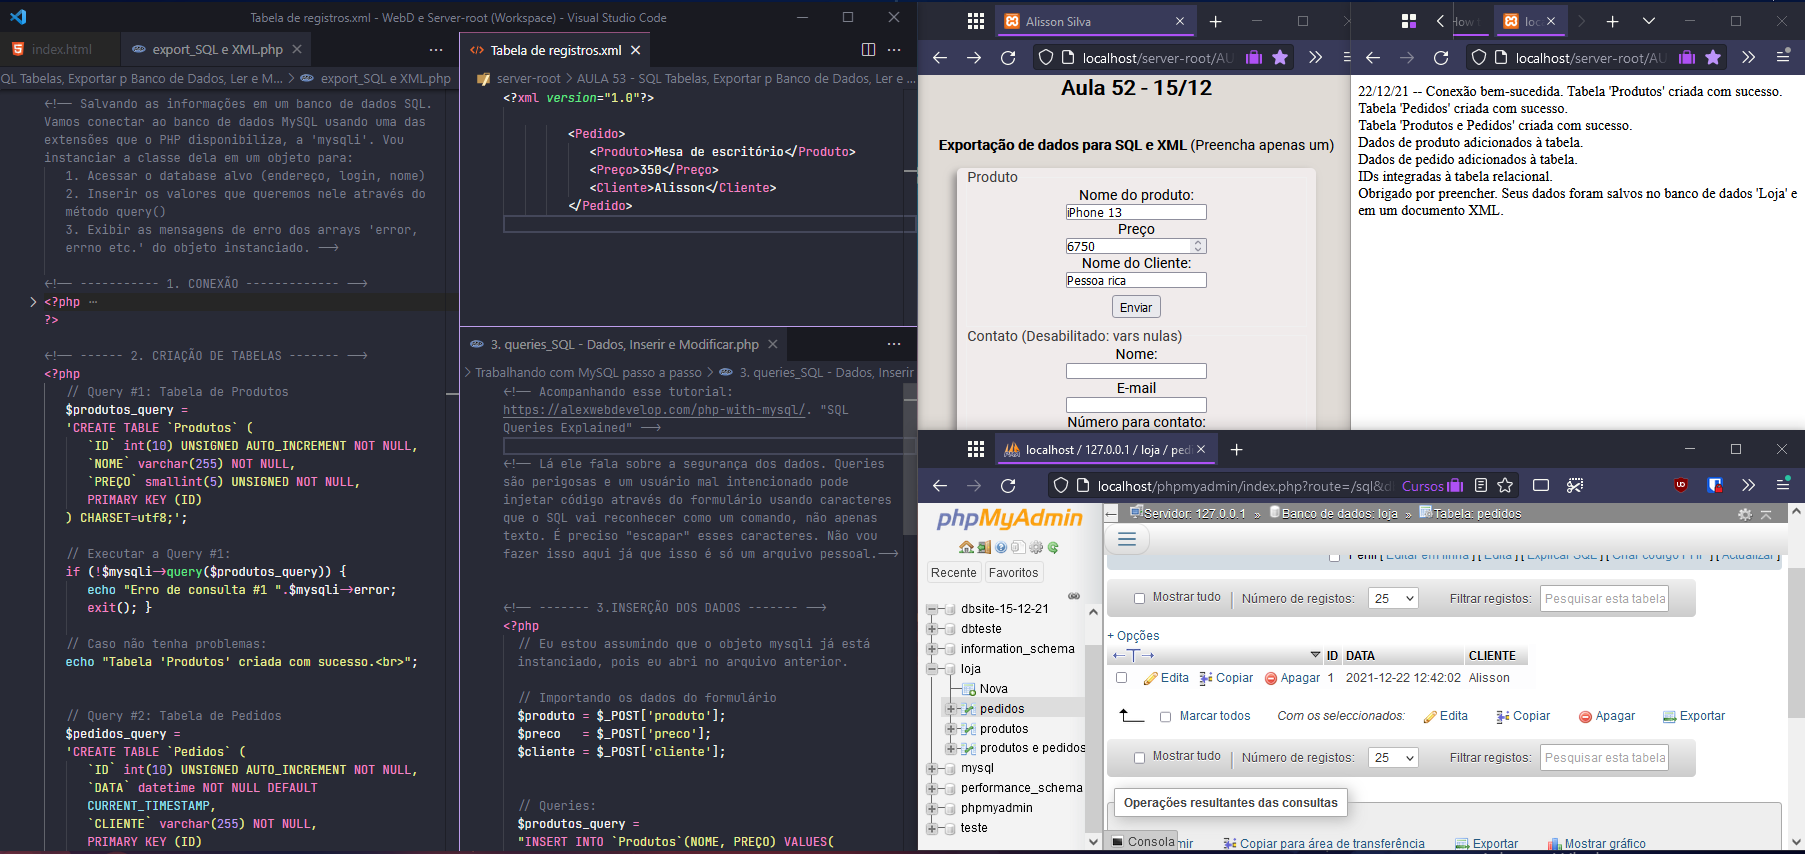 Tabela de registros.xml - WebD e Server-root (Workspace) - Visual Studio Code
index.html
export_SQL e XML.php
QL Tabelas, Exportar p Banco de Dados, Ler e M... > export_SQL e XML.php
<!-- Salvando as informações em um banco de dados SQL.
Vamos conectar ao banco de dados MySQL usando uma das
extensões que o PHP disponibiliza, a 'mysqli'. Vou
instanciar a classe dela em um objeto para:
1. Acessar o database alvo (endereço, login, nome)
2. Inserir os valores que queremos nele através do
método query()
3. Exibir as mensagens de erro dos arrays 'error,
errno etc.' do objeto instanciado. -->
<!-- ----------- 1. CONEXÃO ------------- -->
<?php ...
?>
<!-- ------ 2. CRIAÇÃO DE TABELAS ------- -->
<?php
// Query #1: Tabela de Produtos
$produtos_query =
'CREATE TABLE `Produtos` (
`ID` int(10) UNSIGNED AUTO_INCREMENT NOT NULL,
`NOME` varchar(255) NOT NULL,
`PREÇO` smallint(5) UNSIGNED NOT NULL,
PRIMARY KEY (ID)
) CHARSET=utf8;';
// Executar a Query #1:
if (!$mysqli->query($produtos_query)) {
echo "Erro de consulta #1 ".$mysqli->error;
exit(); }
// Caso não tenha problemas:
echo "Tabela 'Produtos' criada com sucesso.<br>";
// Query #2: Tabela de Pedidos
$pedidos_query =
'CREATE TABLE `Pedidos` (
`ID` int(10) UNSIGNED AUTO_INCREMENT NOT NULL,
`DATA` datetime NOT NULL DEFAULT
CURRENT_TIMESTAMP,
`CLIENTE` varchar(255) NOT NULL,
PRIMARY KEY (ID)
Tabela de registros.xml
server-root > AULA 53 - SQL Tabelas, Exportar p Banco de Dados, Ler e ...
<?xml version="1.0"?>
<Pedido>
<Produto>Mesa de escritório</Produto>
<Preço>350</Preço>
<Cliente>Alisson</Cliente>
</Pedido>
3. queries_SQL - Dados, Inserir e Modificar.php
> Trabalhando com MySQL passo a passo > 3. queries_SQL - Dados, Inserir
<!-- Acompanhando esse tutorial:
https://alexwebdevelop.com/php-with-mysql/. "SQL
Queries Explained" -->
<!-- Lá ele fala sobre a segurança dos dados. Queries
são perigosas e um usuário mal intencionado pode
injetar código através do formulário usando caracteres
que o SQL vai reconhecer como um comando, não apenas
texto. É preciso "escapar" esses caracteres. Não vou
fazer isso aqui já que isso é só um arquivo pessoal.-->
<!-- ------- 3.INSERÇÃO DOS DADOS ------- -->
<?php
// Eu estou assumindo que o objeto mysqli já está
instanciado, pois eu abri no arquivo anterior.
// Importando os dados do formulário
$produto = $_POST['produto'];
$preco = $_POST['preco'];
$cliente = $_POST['cliente'];
// Queries:
$produtos_query =
"INSERT INTO `Produtos`(NOME, PREÇO) VALUES(
Alisson Silva
localhost/server-root/AU
Aula 52 - 15/12
Exportação de dados para SQL e XML (Preencha apenas um)
Produto
Nome do produto:
iPhone 13
Preço
6750
Nome do Cliente:
Pessoa rica
Enviar
Contato (Desabilitado: vars nulas)
Nome:
E-mail
Número para contato:
How t
loc
localhost/server-root/AU
22/12/21 -- Conexão bem-sucedida. Tabela 'Produtos' criada com sucesso.
Tabela 'Pedidos' criada com sucesso.
Tabela 'Produtos e Pedidos' criada com sucesso.
Dados de produto adicionados à tabela.
Dados de pedido adicionados à tabela.
IDs integradas à tabela relacional.
Obrigado por preencher. Seus dados foram salvos no banco de dados 'Loja' e
em um documento XML.
localhost / 127.0.0.1 / loja / pedi
localhost/phpmyadmin/index.php?route=/sql&d Cursos
phpMyAdmin
Recente Favoritos
dbsite-15-12-21
dbteste
information_schema
loja
Nova
pedidos
produtos
produtos e pedidos
mysql
performance_schema
phpmyadmin
teste
Servidor: 127.0.0.1 » Banco de dados: loja » Tabela: pedidos
Perfil [ Editar em linha ] [ Edita ] [ Explicar SQL ] [ Criar código PHP ] [ Actualizar ]
Mostrar tudo Número de registos: 25 Filtrar registos: Pesquisar esta tabela
+ Opções
ID DATA CLIENTE
Edita Copiar Apagar 1 2021-12-22 12:42:02 Alisson
Marcar todos Com os seleccionados: Edita Copiar Apagar Exportar
Mostrar tudo Número de registos: 25 Filtrar registos: Pesquisar esta tabela
Operações resultantes das consultas
Consola mir Copiar para área de transferência Exportar Mostrar gráfico